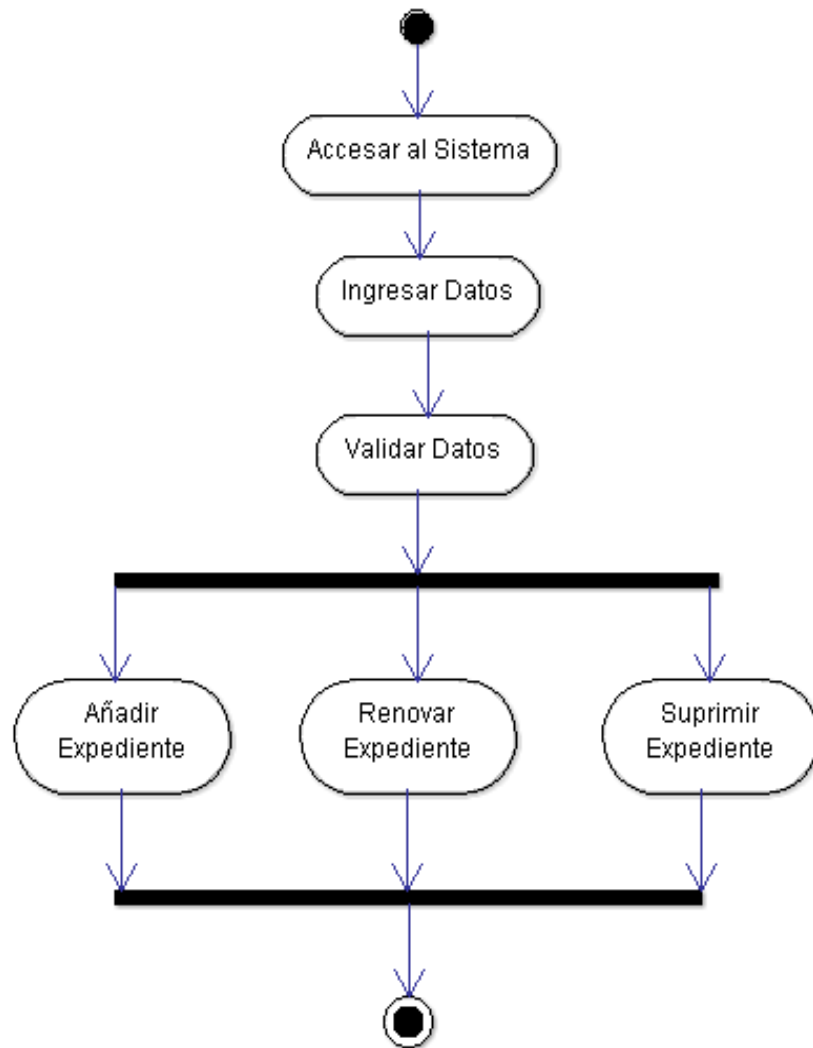 Accesar al Sistema
Ingresar Datos
Validar Datos
Añadir
Expediente
Renovar
Expediente
Suprimir
Expediente